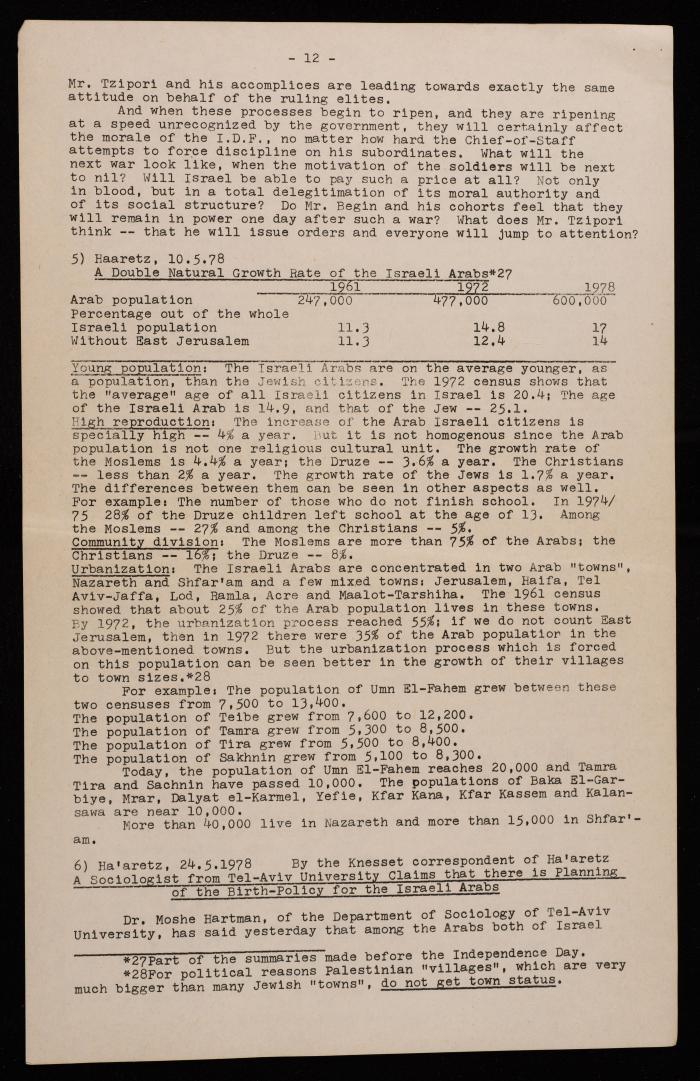 - 12 -
Mr. Tzipori and his accomplices are leading towards exactly the same
attitude on behalf of the ruling elites.
And when these processes begin to ripen, and they are ripening
at a speed unrecognized by the government, they will certainly affect
the morale of the I.D.F., no matter how hard the Chief-of-Staff
attempts to force discipline on his subordinates. What will the
next war look like, when the motivation of the soldiers will be next
to nil? Will Israel be able to pay such a price at all? Not only
in blood, but in a total delegitimation of its moral authority and
of its social structure? Do Mr. Begin and his cohorts feel that they
will remain in power one day after such a war? What does Mr. Tzipori
think -- that he will issue orders and everyone will jump to attention?
5) Haaretz, 10.5.78
A Double Natural Growth Rate of the Israeli Arabs*27
1961 1972 1978
Arab population 247,000 477,000 600,000
Percentage out of the whole
Israeli population 11.3 14.8 17
Without East Jerusalem 11.3 12.4 14
Young population: The Israeli Arabs are on the average younger, as
a population, than the Jewish citizens. The 1972 census shows that
the "average" age of all Israeli citizens in Israel is 20.4; The age
of the Israeli Arab is 14.9, and that of the Jew -- 25.1.
High reproduction: The increase of the Arab Israeli citizens is
specially high -- 4% a year. But it is not homogenous since the Arab
population is not one religious cultural unit. The growth rate of
the Moslems is 4.4% a year; the Druze -- 3.6% a year. The Christians
-- less than 2% a year. The growth rate of the Jews is 1.7% a year.
The differences between them can be seen in other aspects as well.
For example: The number of those who do not finish school. In 1974/
75 28% of the Druze children left school at the age of 13. Among
the Moslems -- 27% and among the Christians -- 5%.
Community division: The Moslems are more than 75% of the Arabs; the
Christians -- 16%; the Druze -- 8%.
Urbanization: The Israeli Arabs are concentrated in two Arab "towns",
Nazareth and Shfar'am and a few mixed towns: Jerusalem, Haifa, Tel
Aviv-Jaffa, Lod, Ramla, Acre and Maalot-Tarshiha. The 1961 census
showed that about 25% of the Arab population lives in these towns.
By 1972, the urbanization process reached 55%; if we do not count East
Jerusalem, then in 1972 there were 35% of the Arab population in the
above-mentioned towns. But the urbanization process which is forced
on this population can be seen better in the growth of their villages
to town sizes.*28
For example: The population of Umn El-Fahem grew between these
two censuses from 7,500 to 13,400.
The population of Teibe grew from 7,600 to 12,200.
The population of Tamra grew from 5,300 to 8,500.
The population of Tira grew from 5,500 to 8,400.
The population of Sakhnin grew from 5,100 to 8,300.
Today, the population of Umn El-Fahem reaches 20,000 and Tamra
Tira and Sachnin have passed 10,000. The populations of Baka El-Gar-
biye, Mrar, Dalyat el-Karmel, Yefie, Kfar Kana, Kfar Kassem and Kalan-
sawa are near 10,000.
More than 40,000 live in Nazareth and more than 15,000 in Shfar'-
am.
6) Ha'aretz, 24.5.1978 By the Knesset correspondent of Ha'aretz
A Sociologist from Tel-Aviv University Claims that there is Planning
of the Birth-Policy for the Israeli Arabs
Dr. Moshe Hartman, of the Department of Sociology of Tel-Aviv
University, has said yesterday that among the Arabs both of Israel
*27Part of the summaries made before the Independence Day.
*28For political reasons Palestinian "villages", which are very
much bigger than many Jewish "towns", do not get town status.